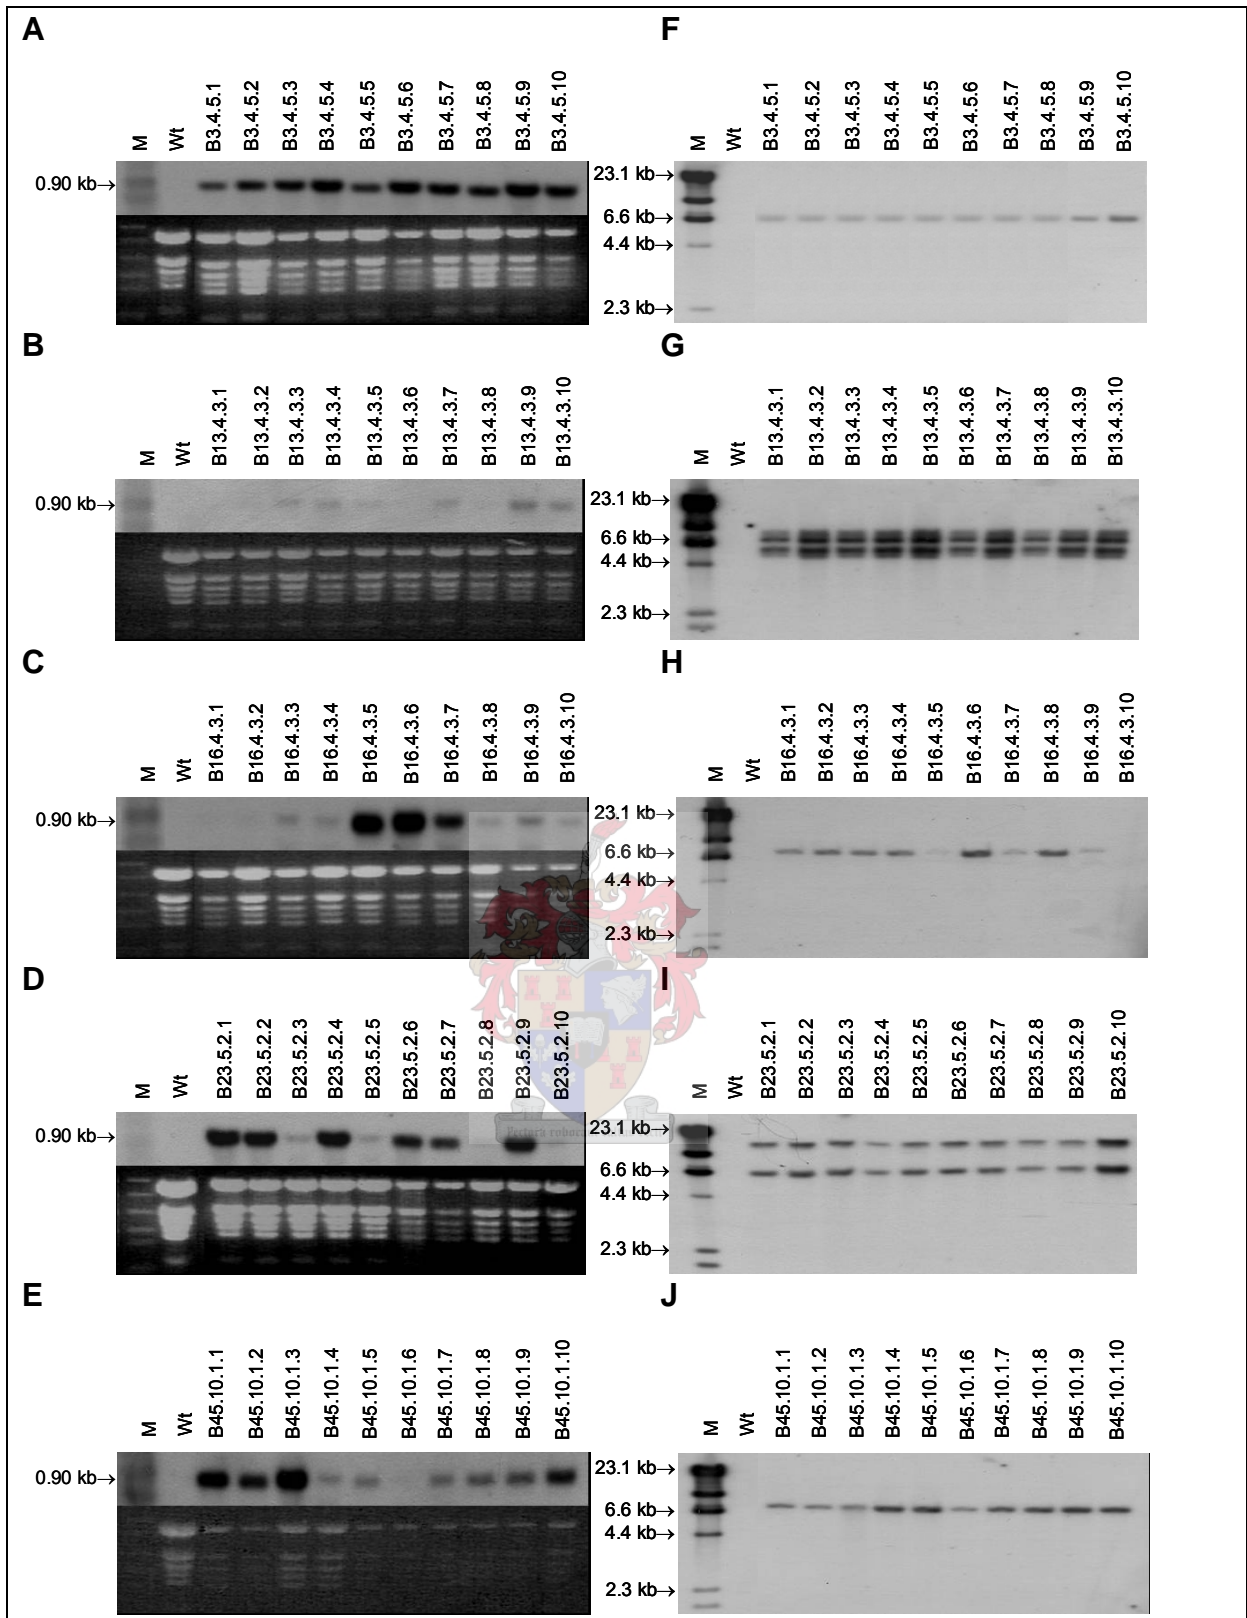 A
M Wt B3.4.5.1 B3.4.5.2 B3.4.5.3 B3.4.5.4 B3.4.5.5 B3.4.5.6 B3.4.5.7 B3.4.5.8 B3.4.5.9 B3.4.5.10
0.90 kb→
F
M Wt B3.4.5.1 B3.4.5.2 B3.4.5.3 B3.4.5.4 B3.4.5.5 B3.4.5.6 B3.4.5.7 B3.4.5.8 B3.4.5.9 B3.4.5.10
23.1 kb→
6.6 kb→
4.4 kb→
2.3 kb→
B
M Wt B13.4.3.1 B13.4.3.2 B13.4.3.3 B13.4.3.4 B13.4.3.5 B13.4.3.6 B13.4.3.7 B13.4.3.8 B13.4.3.9 B13.4.3.10
0.90 kb→
G
M Wt B13.4.3.1 B13.4.3.2 B13.4.3.3 B13.4.3.4 B13.4.3.5 B13.4.3.6 B13.4.3.7 B13.4.3.8 B13.4.3.9 B13.4.3.10
23.1 kb→
6.6 kb→
4.4 kb→
2.3 kb→
C
M Wt B16.4.3.1 B16.4.3.2 B16.4.3.3 B16.4.3.4 B16.4.3.5 B16.4.3.6 B16.4.3.7 B16.4.3.8 B16.4.3.9 B16.4.3.10
0.90 kb→
H
M Wt B16.4.3.1 B16.4.3.2 B16.4.3.3 B16.4.3.4 B16.4.3.5 B16.4.3.6 B16.4.3.7 B16.4.3.8 B16.4.3.9 B16.4.3.10
23.1 kb→
6.6 kb→
4.4 kb→
2.3 kb→
D
M Wt B23.5.2.1 B23.5.2.2 B23.5.2.3 B23.5.2.4 B23.5.2.5 B23.5.2.6 B23.5.2.7 B23.5.2.8 B23.5.2.9 B23.5.2.10
0.90 kb→
Pectora
I
M Wt B23.5.2.1 B23.5.2.2 B23.5.2.3 B23.5.2.4 B23.5.2.5 B23.5.2.6 B23.5.2.7 B23.5.2.8 B23.5.2.9 B23.5.2.10
23.1 kb→
6.6 kb→
4.4 kb→
2.3 kb→
E
M Wt B45.10.1.1 B45.10.1.2 B45.10.1.3 B45.10.1.4 B45.10.1.5 B45.10.1.6 B45.10.1.7 B45.10.1.8 B45.10.1.9 B45.10.1.10
0.90 kb→
J
M Wt B45.10.1.1 B45.10.1.2 B45.10.1.3 B45.10.1.4 B45.10.1.5 B45.10.1.6 B45.10.1.7 B45.10.1.8 B45.10.1.9 B45.10.1.10
23.1 kb→
6.6 kb→
4.4 kb→
2.3 kb→